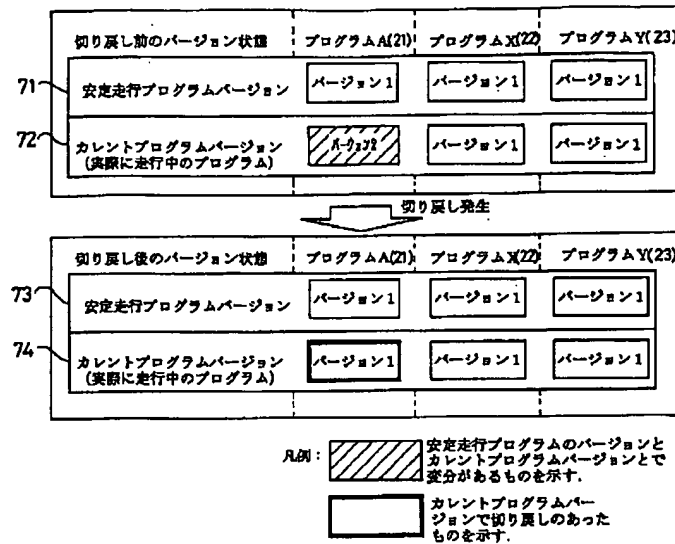 切り戻し前のバージョン状態 プログラムA(21) プログラムX(22) プログラムY(23)
71 安定走行プログラムバージョン バージョン1 バージョン1 バージョン1
72 カレントプログラムバージョン バージョン2 バージョン1 バージョン1
(実際に走行中のプログラム)
切り戻し発生
切り戻し後のバージョン状態 プログラムA(21) プログラムX(22) プログラムY(23)
73 安定走行プログラムバージョン バージョン1 バージョン1 バージョン1
74 カレントプログラムバージョン バージョン1 バージョン1 バージョン1
(実際に走行中のプログラム)
凡例:
安定走行プログラムのバージョンと
カレントプログラムバージョンとで
変分があるものを示す.
カレントプログラムバー
ジョンで切り戻しのあった
ものを示す.